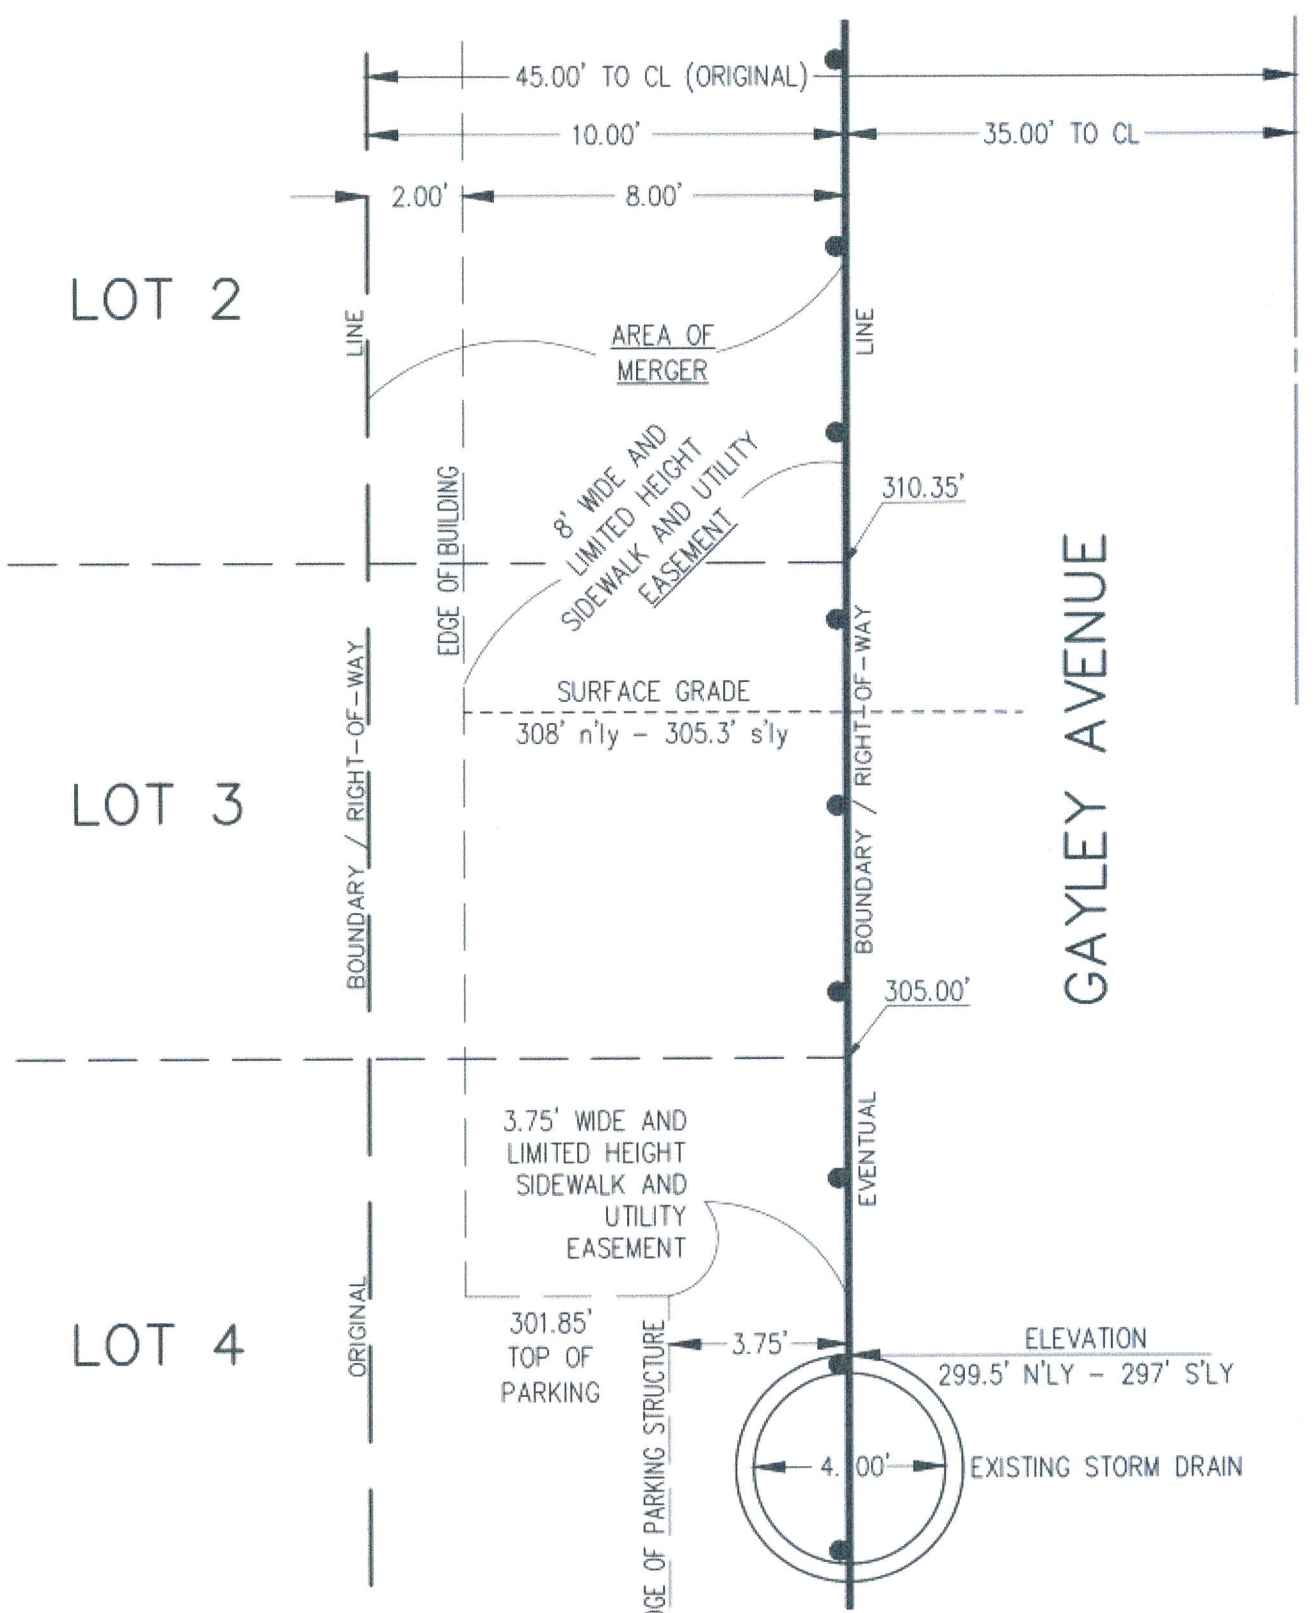 45.00' TO CL (ORIGINAL)
10.00'
35.00' TO CL
2.00'
8.00'
LOT 2
LINE
AREA OF
MERGER
LINE
8' WIDE AND
LIMITED HEIGHT
SIDEWALK AND UTILITY
EASEMENT
310.35'
EDGE OF BUILDING
GAYLEY AVENUE
SURFACE GRADE
308' n'ly – 305.3' s'ly
BOUNDARY / RIGHT-OF-WAY
BOUNDARY / RIGHT-OF-WAY
LOT 3
305.00'
3.75' WIDE AND
LIMITED HEIGHT
SIDEWALK AND
UTILITY
EASEMENT
EVENTUAL
ORIGINAL
LOT 4
301.85'
TOP OF
PARKING
OF PARKING STRUCTURE
3.75'
ELEVATION
299.5' N'LY – 297' S'LY
4.00'
EXISTING STORM DRAIN